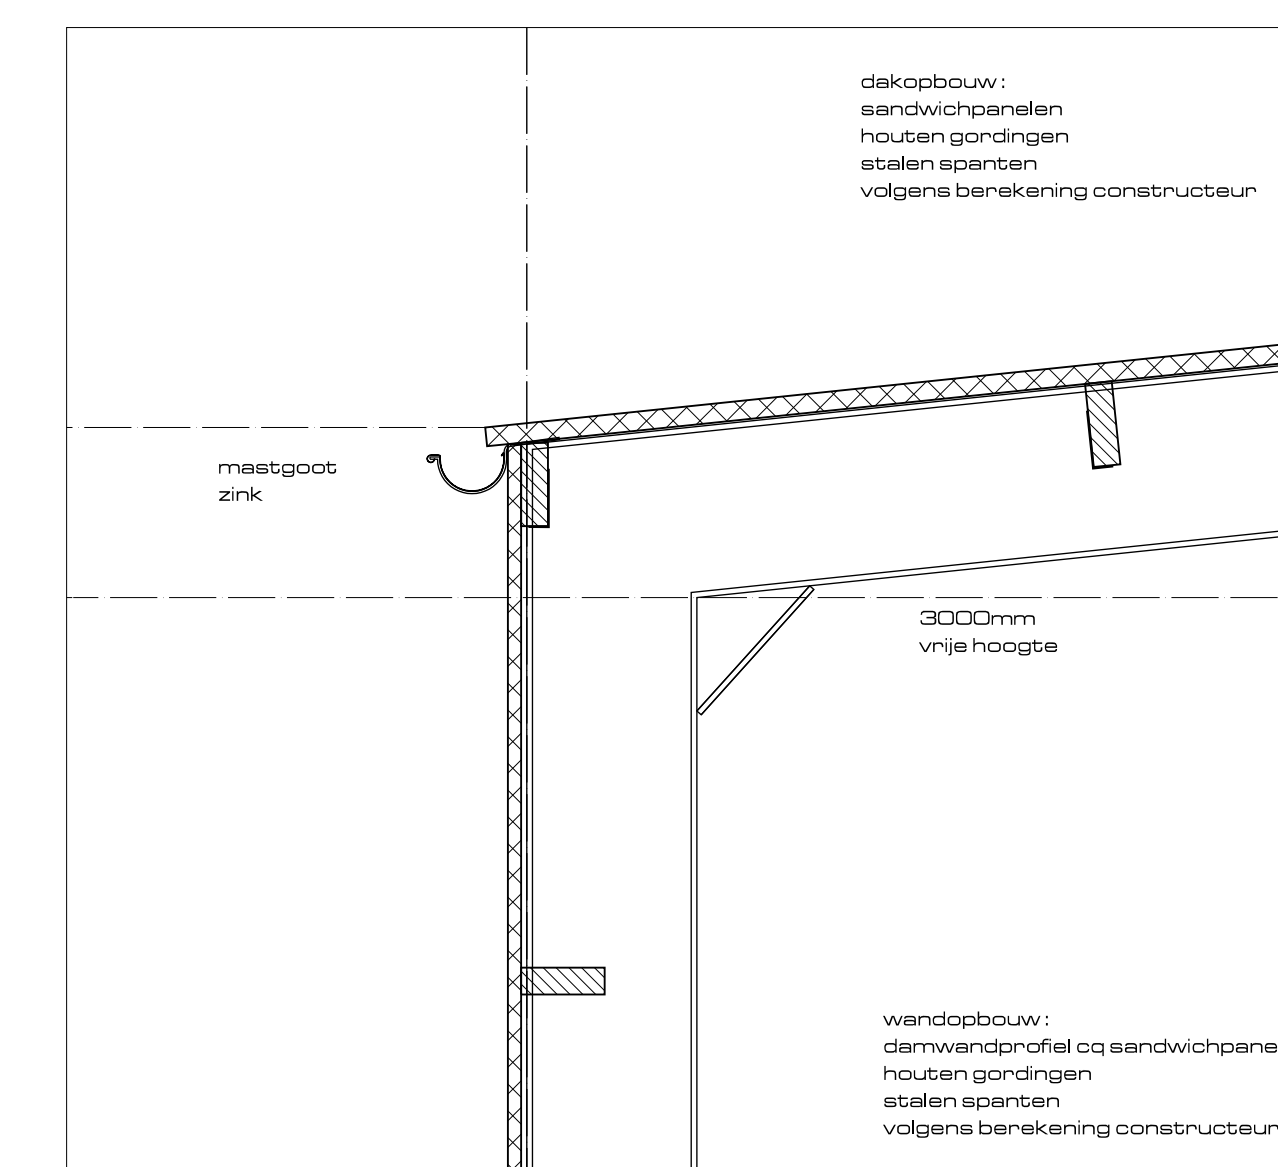 dakopbouw :
sandwichpanelen
houten gordingen
stalen spanten
volgens berekening constructeur
mastgoot
zink
3000mm
vrije hoogte
wandopbouw :
damwandprofiel cq sandwichpane
houten gordingen
stalen spanten
volgens berekening constructeur